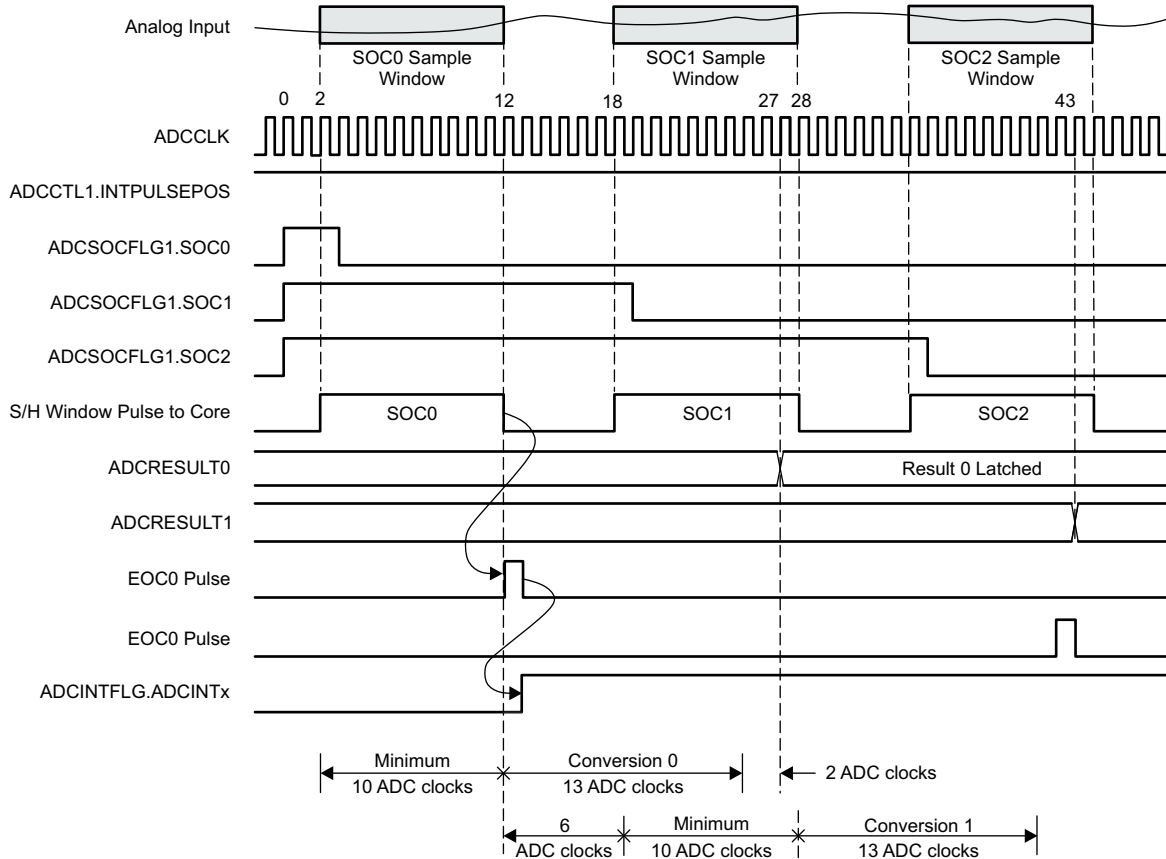 Analog Input
SOC0 Sample
Window
SOC1 Sample
Window
SOC2 Sample
Window
0 2 12 18 27 28 43
ADCCLK
ADCCTL1.INTPULSEPOS
ADCSOCFLG1.SOC0
ADCSOCFLG1.SOC1
ADCSOCFLG1.SOC2
S/H Window Pulse to Core SOC0 SOC1 SOC2
ADCRESULT0 Result 0 Latched
ADCRESULT1
EOC0 Pulse
EOC0 Pulse
ADCINTFLG.ADCINTx
Minimum
10 ADC clocks
Conversion 0
13 ADC clocks
2 ADC clocks
6
ADC clocks
Minimum
10 ADC clocks
Conversion 1
13 ADC clocks